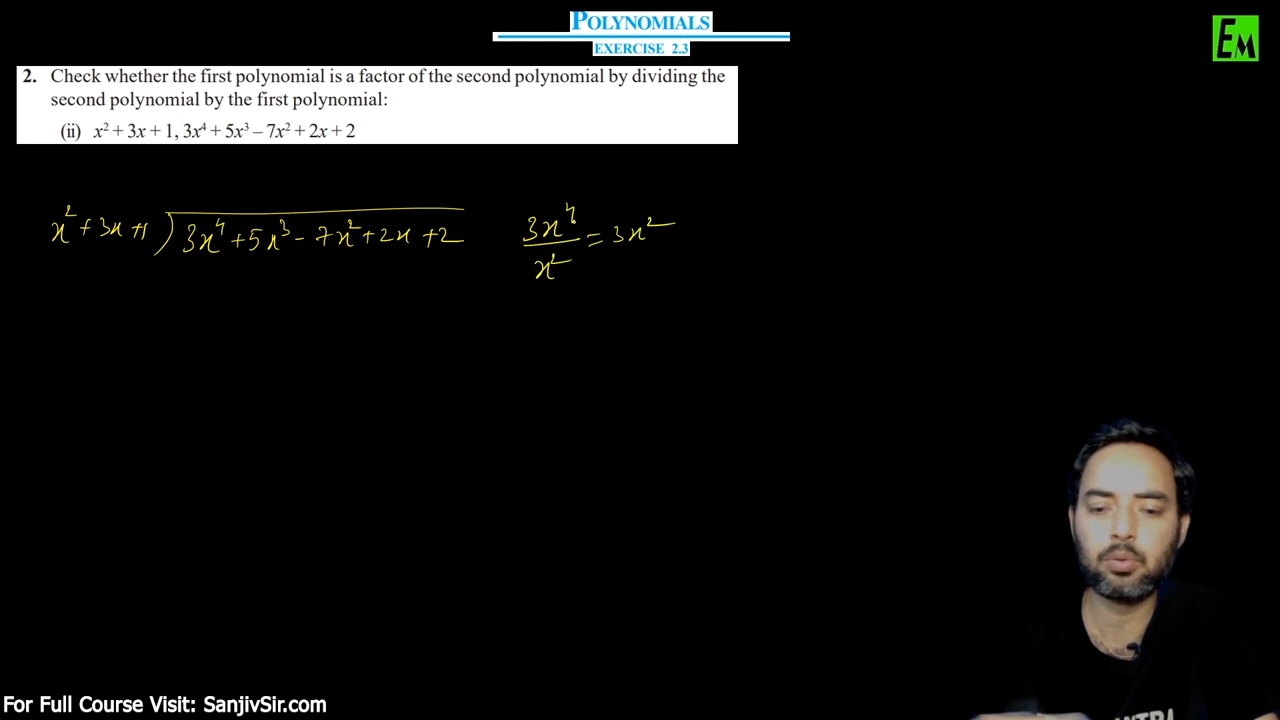 POLYNOMIALS
EXERCISE 2.3
EM
2. Check whether the first polynomial is a factor of the second polynomial by dividing the
second polynomial by the first polynomial:
(ii) x² + 3x + 1, 3x⁴ + 5x³ – 7x² + 2x + 2
x² + 3x + 1 ) 3x⁴ + 5x³ - 7x² + 2x + 2
3x⁴/x² = 3x²
For Full Course Visit: SanjivSir.com